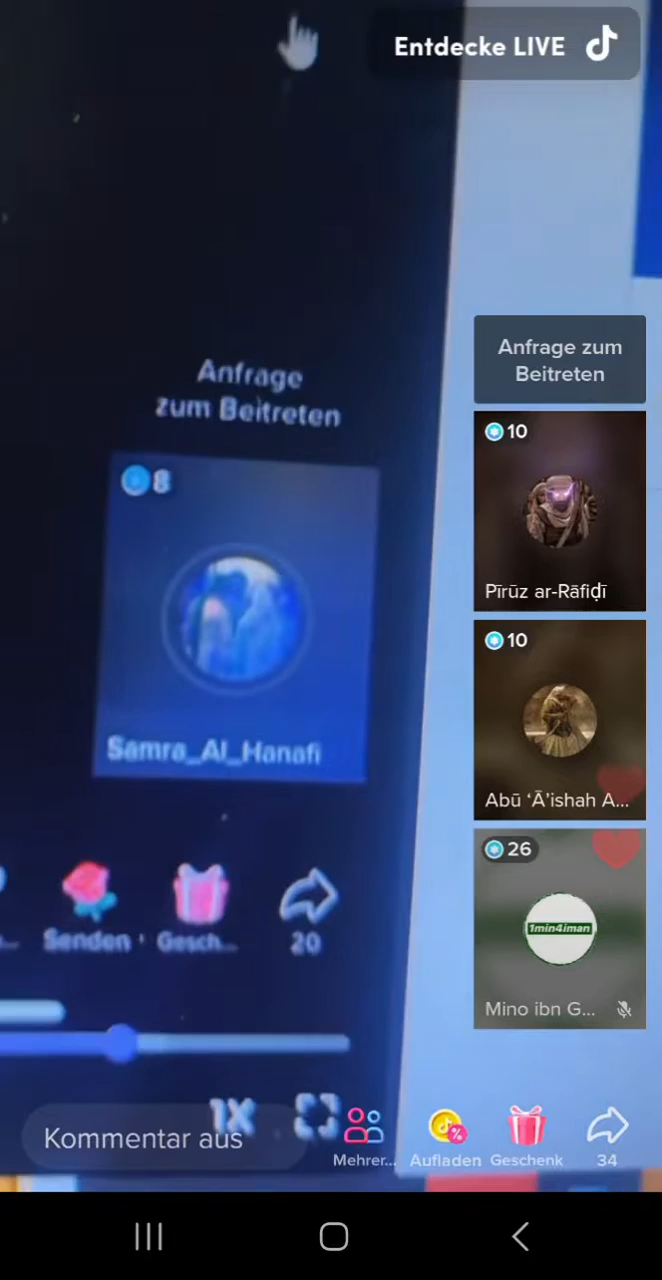 Entdecke LIVE
Anfrage
zum Beitreten
8
Samra_Al_Hanafi
Senden
Gesch...
20
1X
Anfrage zum
Beitreten
10
Pīrūz ar-Rāfiḍī
10
Abū ‘Ā’ishah A...
26
1min4iman
Mino ibn G...
Kommentar aus
Mehrer...
Aufladen
Geschenk
34